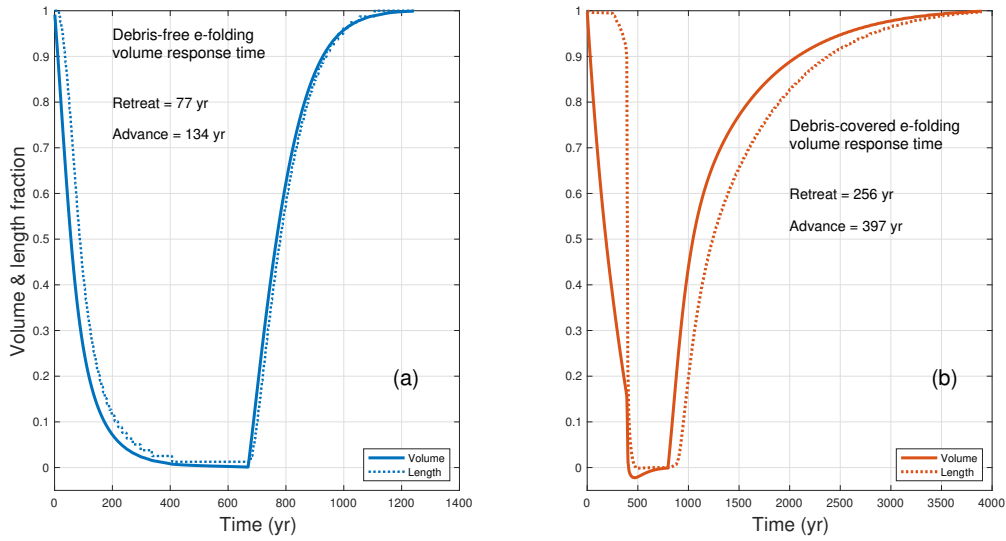 Volume & length fraction
1
0.9
0.8
0.7
0.6
0.5
0.4
0.3
0.2
0.1
0
Debris-free e-folding
volume response time
Retreat = 77 yr
Advance = 134 yr
(a)
Volume
Length
0 200 400 600 800 1000 1200 1400
Time (yr)
1
0.9
0.8
0.7
0.6
0.5
0.4
0.3
0.2
0.1
0
Debris-covered e-folding
volume response time
Retreat = 256 yr
Advance = 397 yr
(b)
Volume
Length
0 500 1000 1500 2000 2500 3000 3500 4000
Time (yr)